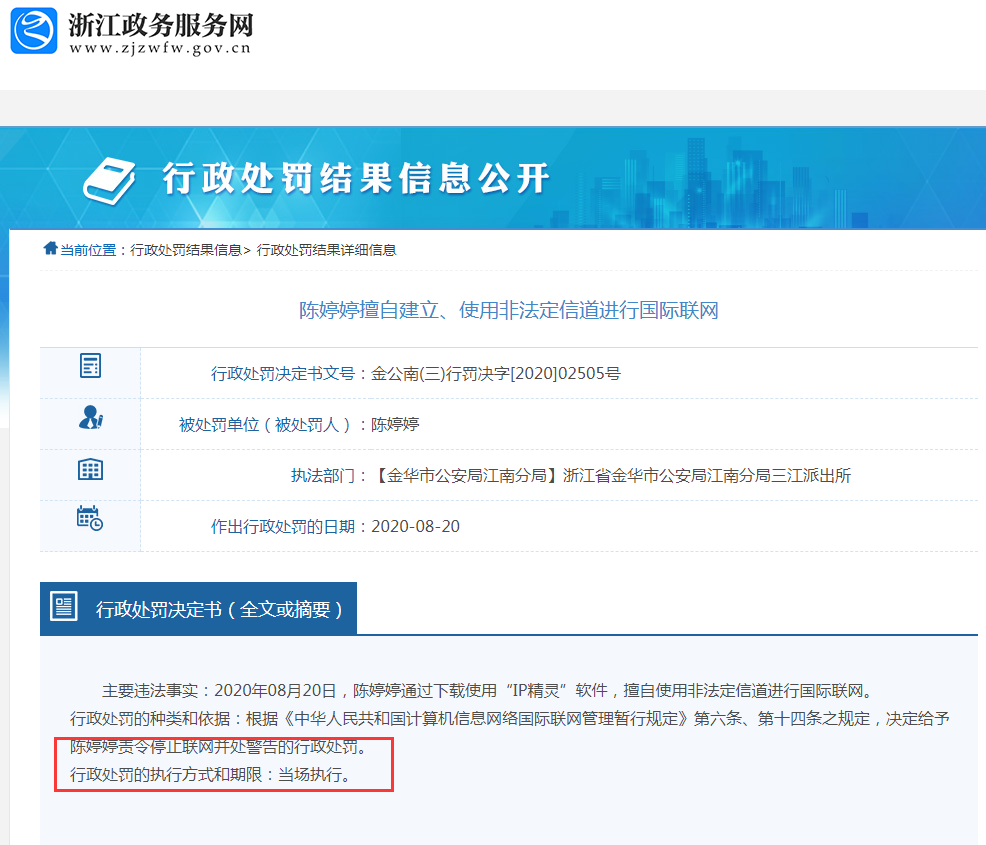 浙江政务服务网
www.zjzwfw.gov.cn
行政处罚结果信息公开
当前位置：行政处罚结果信息> 行政处罚结果详细信息
陈婷婷擅自建立、使用非法定信道进行国际联网
行政处罚决定书文号：金公南(三)行罚决字[2020]02505号
被处罚单位（被处罚人）：陈婷婷
执法部门：【金华市公安局江南分局】浙江省金华市公安局江南分局三江派出所
作出行政处罚的日期：2020-08-20
行政处罚决定书（全文或摘要）
主要违法事实：2020年08月20日，陈婷婷通过下载使用“IP精灵”软件，擅自使用非法定信道进行国际联网。
行政处罚的种类和依据：根据《中华人民共和国计算机信息网络国际联网管理暂行规定》第六条、第十四条之规定，决定给予
陈婷婷责令停止联网并处警告的行政处罚。
行政处罚的执行方式和期限：当场执行。